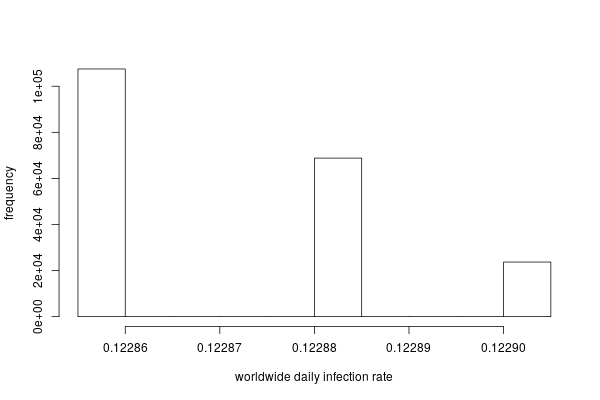 1e+05
8e+04
6e+04
4e+04
2e+04
0e+00
frequency
0.12286 0.12287 0.12288 0.12289 0.12290
worldwide daily infection rate